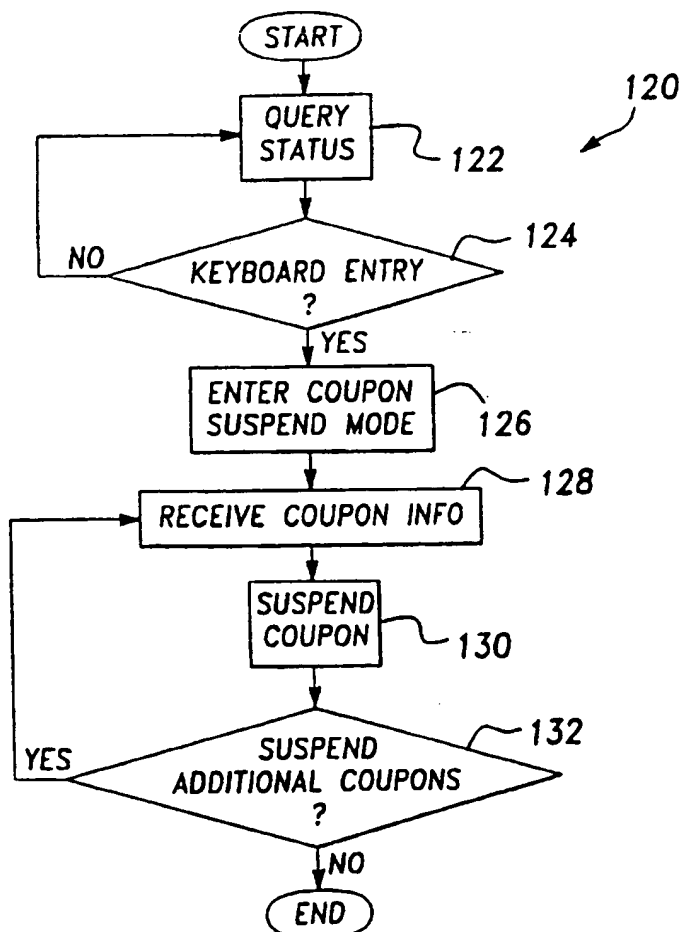 START
120
QUERY
STATUS
122
124
NO
KEYBOARD ENTRY
?
YES
ENTER COUPON
SUSPEND MODE
126
128
RECEIVE COUPON INFO
SUSPEND
COUPON
130
132
YES
SUSPEND
ADDITIONAL COUPONS
?
NO
END